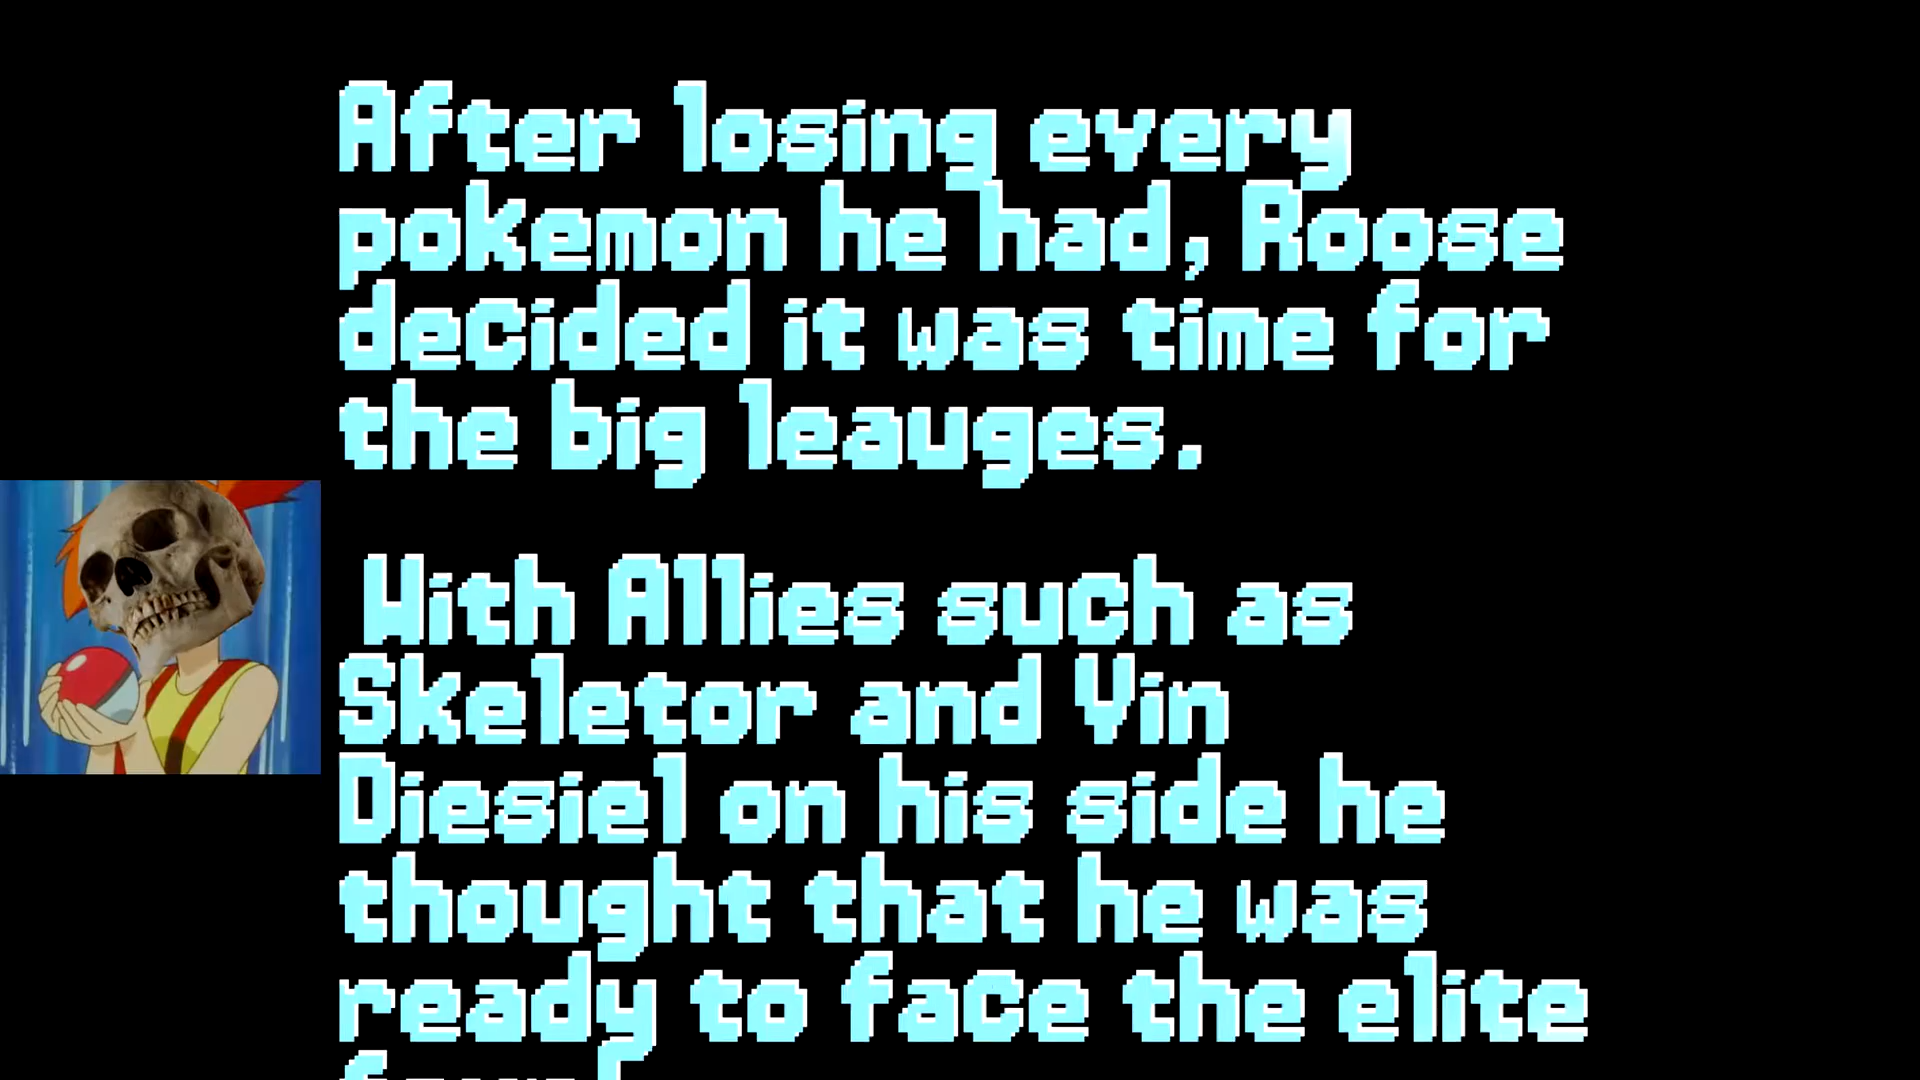 After losing every
pokemon he had, Roose
decided it was time for
the big leauges.
With Allies such as
Skeletor and Vin
Diesiel on his side he
thought that he was
ready to face the elite